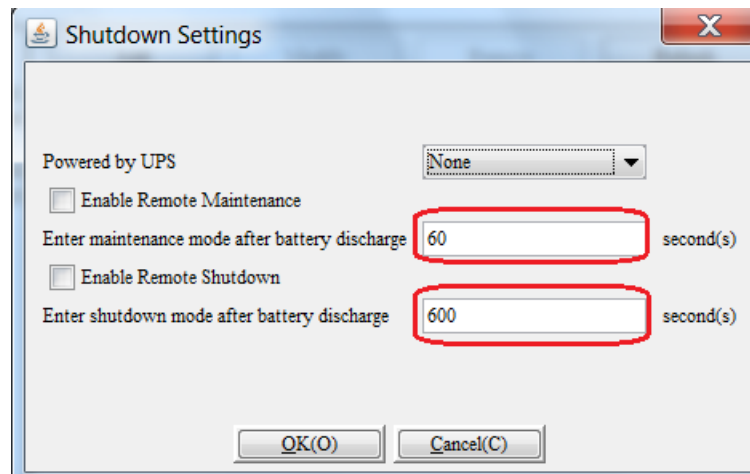 Shutdown Settings
Powered by UPS None
Enable Remote Maintenance
Enter maintenance mode after battery discharge 60 second(s)
Enable Remote Shutdown
Enter shutdown mode after battery discharge 600 second(s)
OK(O) Cancel(C)